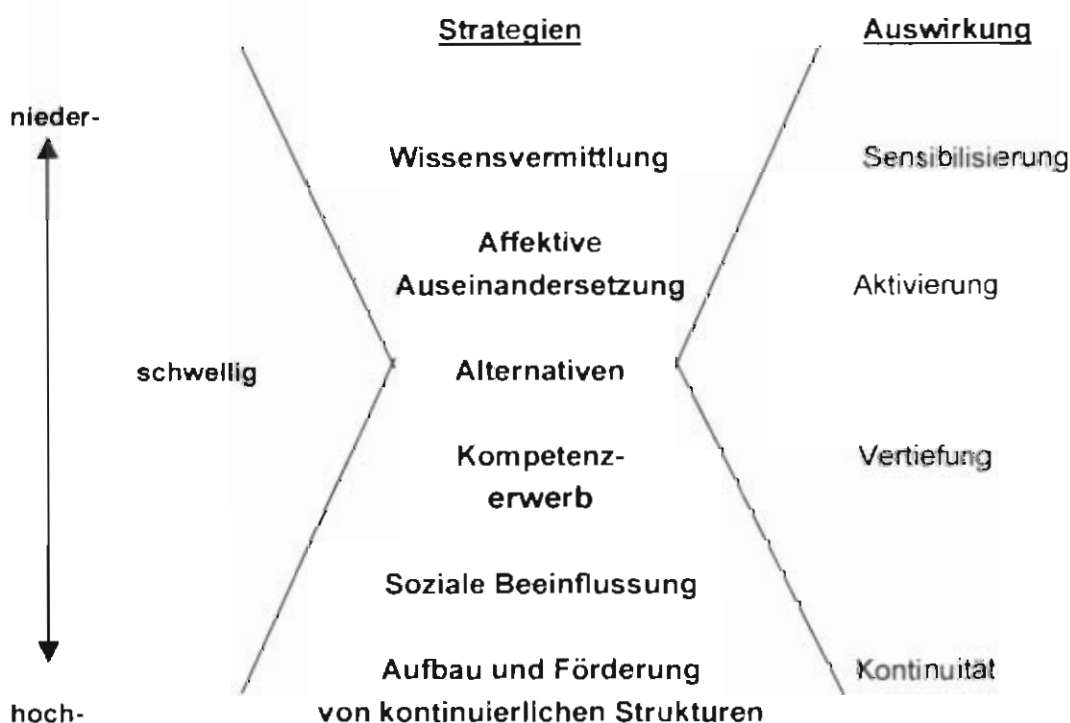 Strategien Auswirkung
nieder-
Wissensvermittlung Sensibilisierung
Affektive
Auseinandersetzung Aktivierung
schwellig Alternativen
Kompetenz- Vertiefung
erwerb
Soziale Beeinflussung
Aufbau und Förderung Kontinuität
hoch- von kontinuierlichen Strukturen